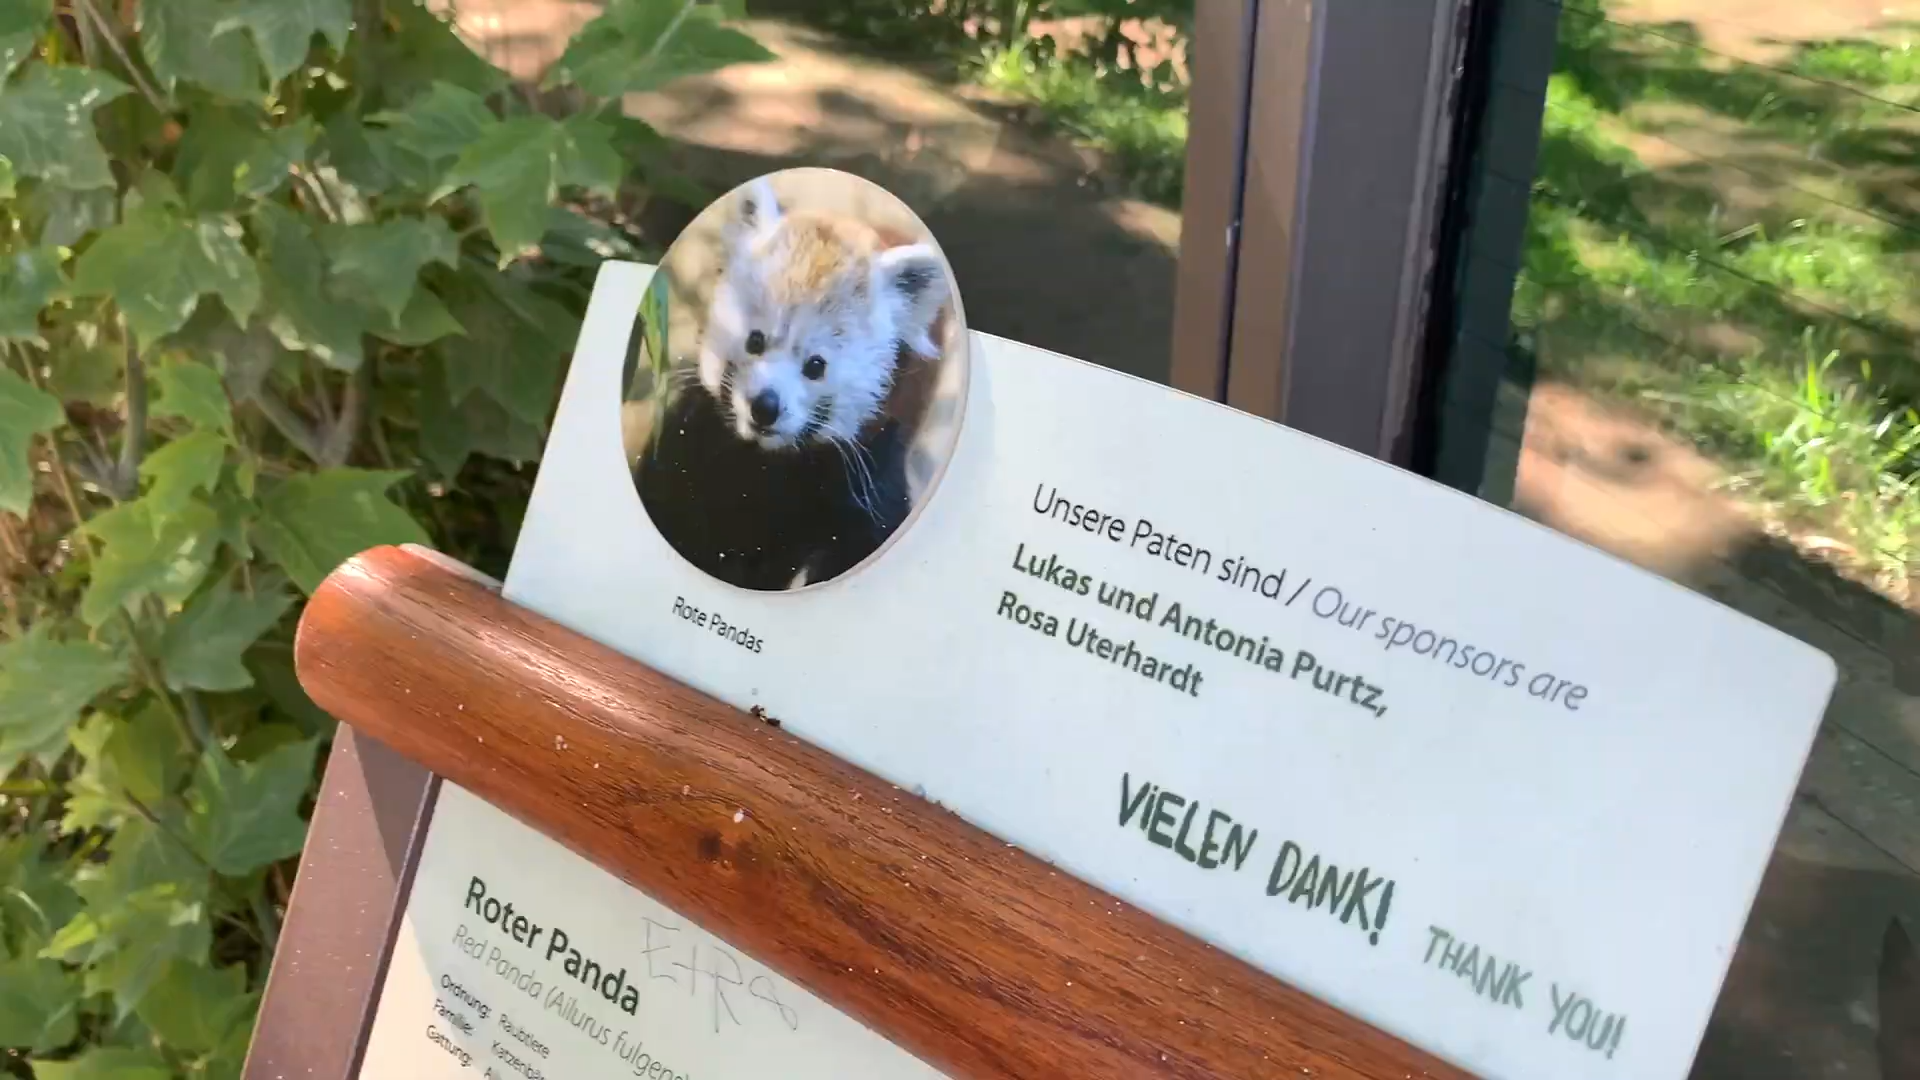 Rote Pandas
Unsere Paten sind / Our sponsors are
Lukas und Antonia Purtz,
Rosa Uterhardt
VIELEN DANK!
THANK YOU!
Roter Panda
Red Panda (Ailurus fulgens)
Ordnung: Raubtiere
Familie:
Gattung: